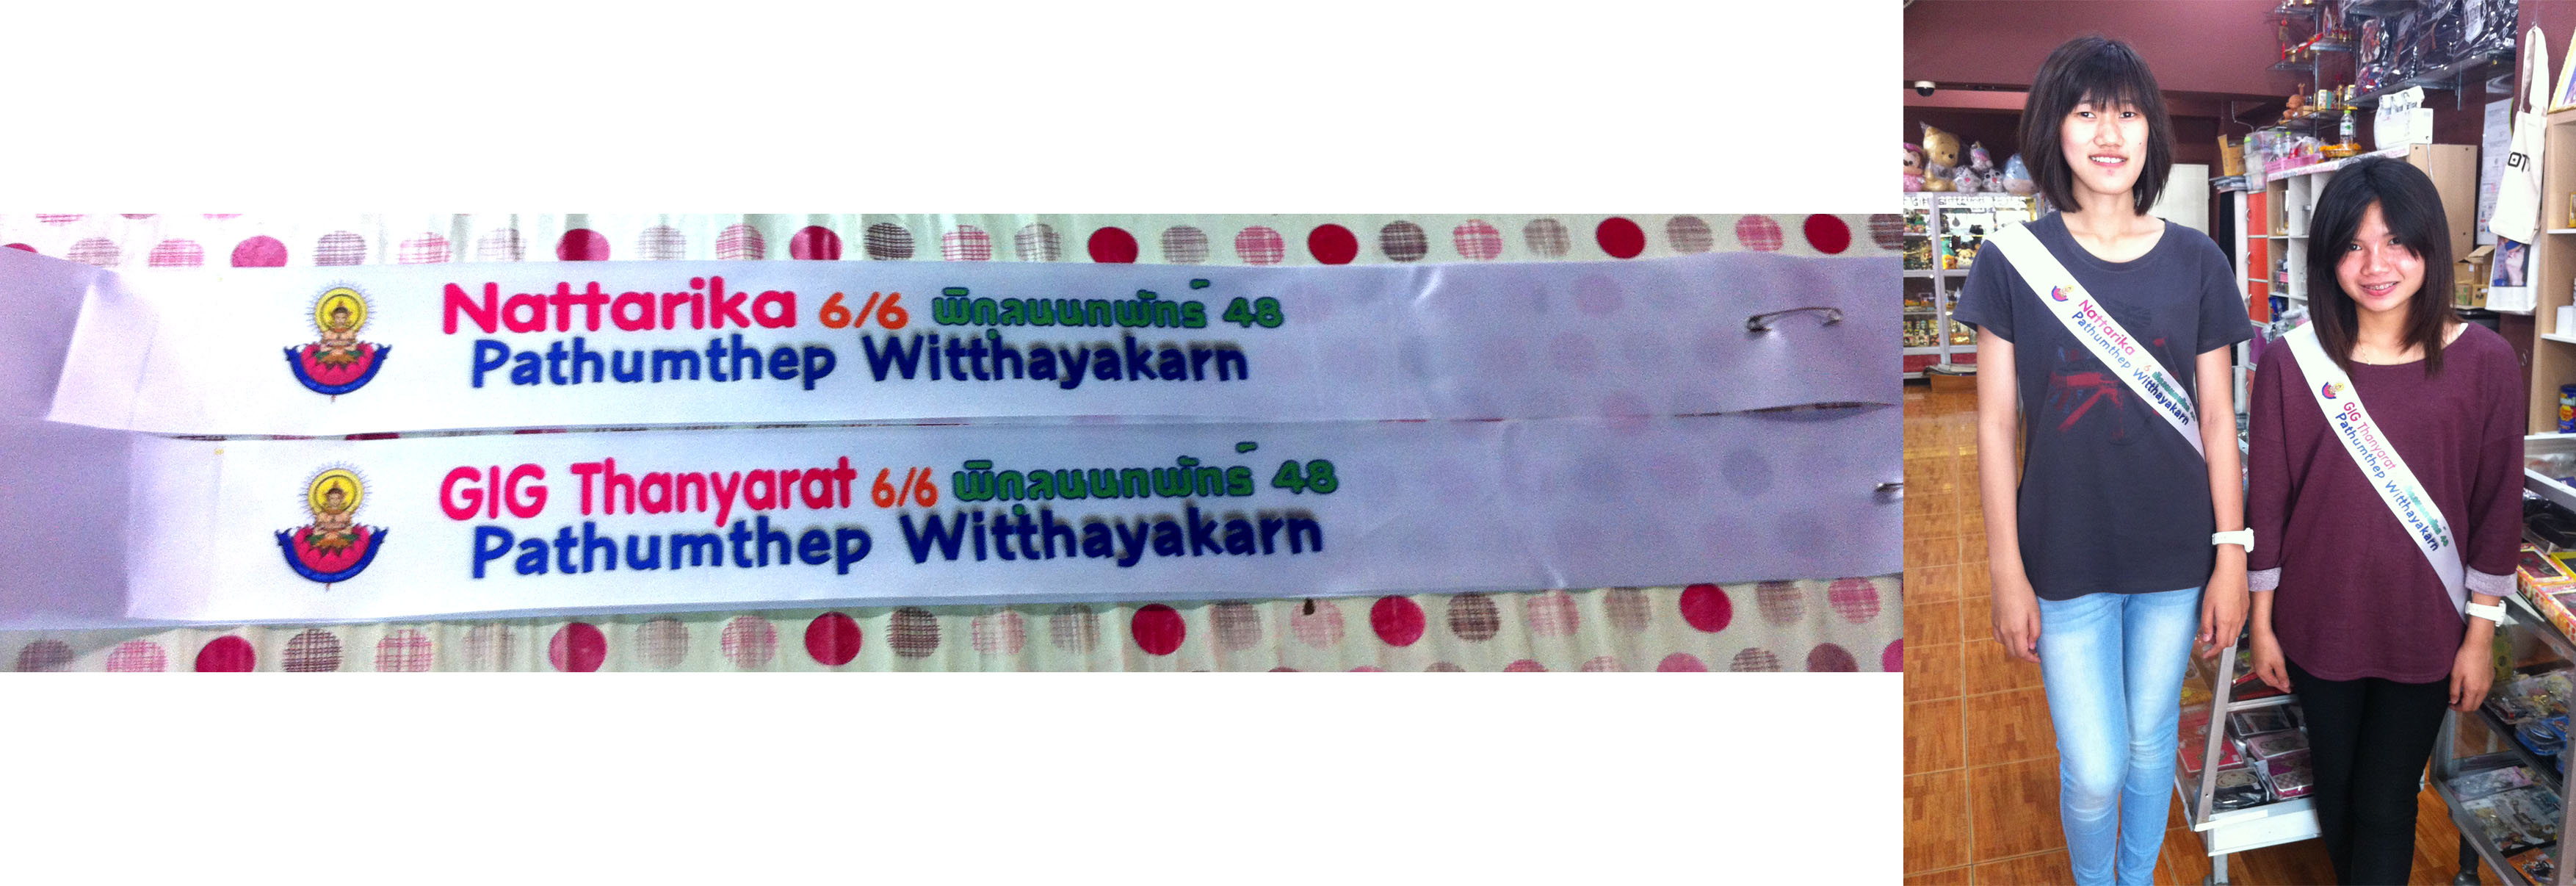 Nattarika 6/6 พิกุลนนทพัทธ์ 48
Pathumthep Witthayakarn
GIG Thanyarat 6/6 พิกุลนนทพัทธ์ 48
Pathumthep Witthayakarn
Nattarika
Pathumthep Witthayakarn
GIG Thanyarat
Pathumthep Witthayakarn